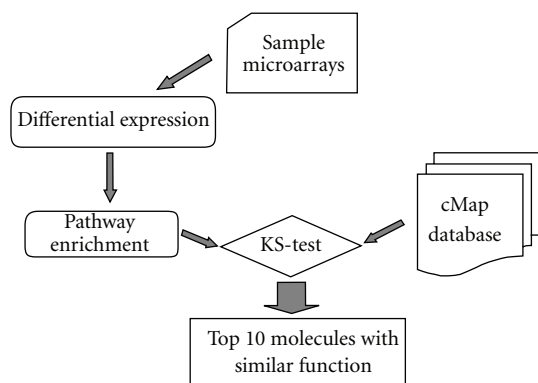 Sample
microarrays
Differential expression
Pathway
enrichment
KS-test
cMap
database
Top 10 molecules with
similar function